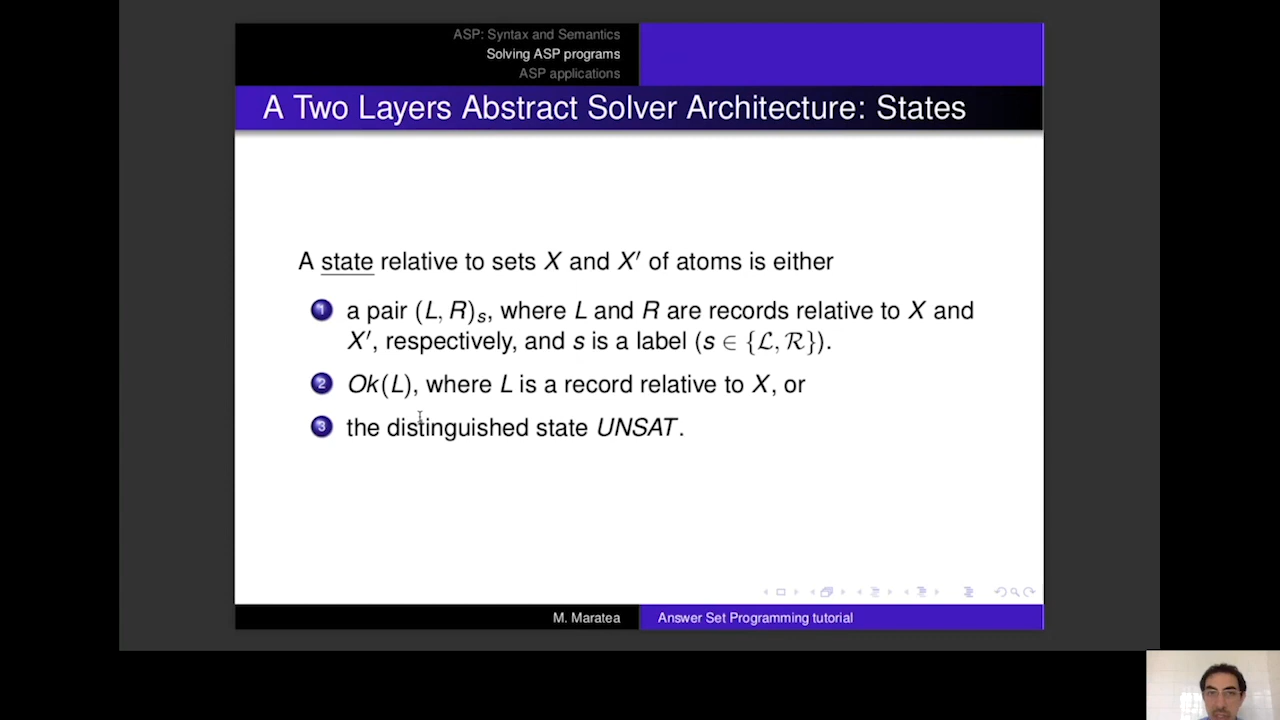 ASP: Syntax and Semantics
Solving ASP programs
ASP applications
A Two Layers Abstract Solver Architecture: States
A state relative to sets X and X′ of atoms is either
1 a pair (L, R)ₛ, where L and R are records relative to X and
X′, respectively, and s is a label (s ∈ {ℒ, ℛ}).
2 Ok(L), where L is a record relative to X, or
3 the distinguished state UNSAT.
M. Maratea
Answer Set Programming tutorial